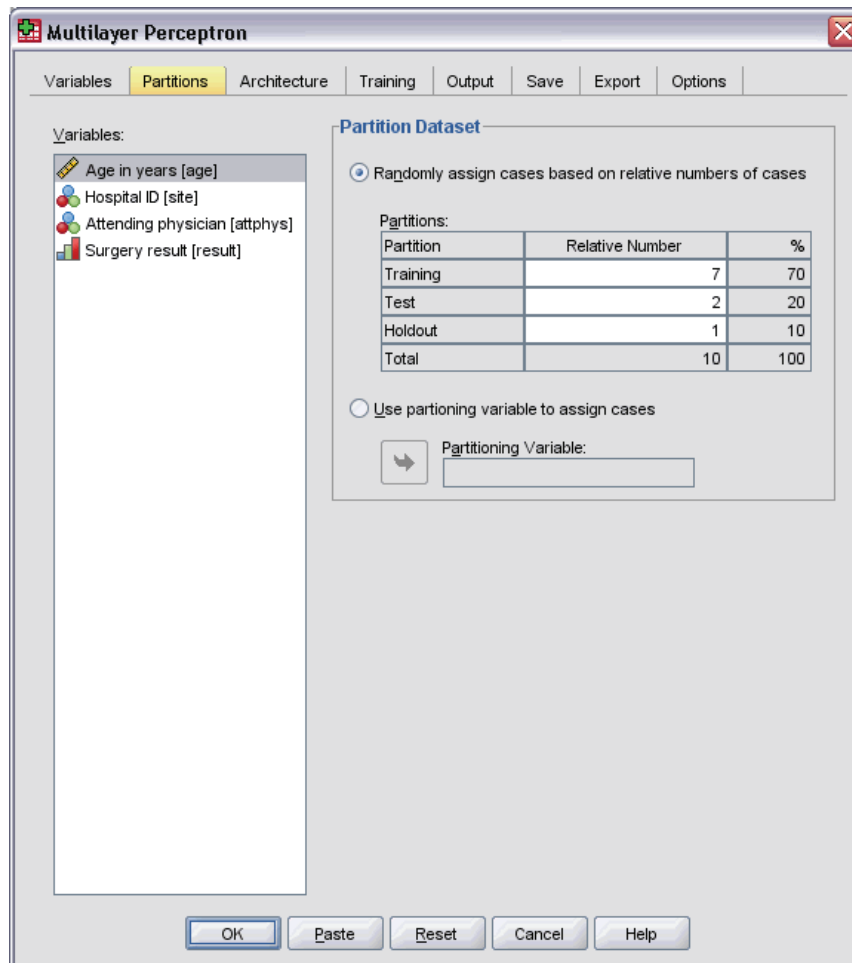 Multilayer Perceptron
Variables Partitions Architecture Training Output Save Export Options
Variables:
Age in years [age]
Hospital ID [site]
Attending physician [attphys]
Surgery result [result]
Partition Dataset
Randomly assign cases based on relative numbers of cases
Partitions:
Partition Relative Number %
Training 7 70
Test 2 20
Holdout 1 10
Total 10 100
Use partioning variable to assign cases
Partitioning Variable:
OK Paste Reset Cancel Help